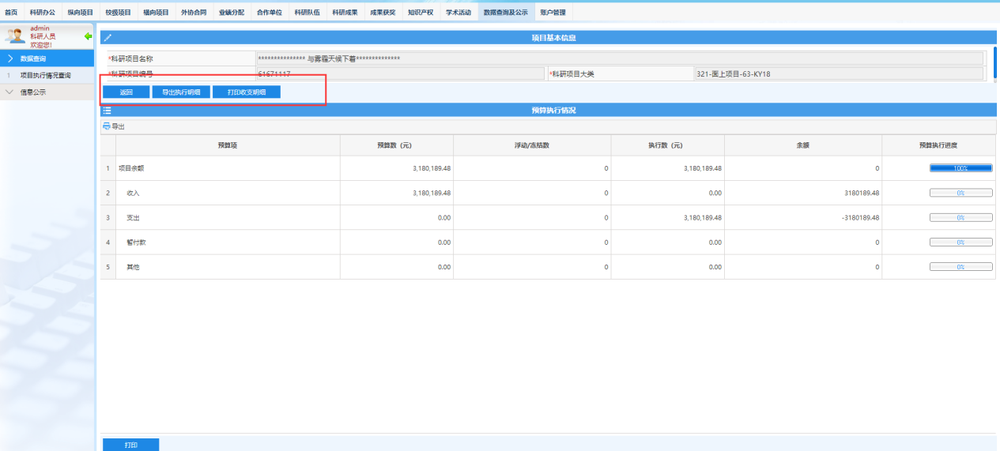 首页 科研办公 纵向项目 校级项目 横向项目 外协合同 业绩分配 合作单位 科研队伍 科研成果 成果获奖 知识产权 学术活动 数据查询及公示 账户管理
admin
科研人员
欢迎您!
数据查询
1 项目执行情况查询
信息公示
项目基本信息
*科研项目名称 *************** 与雾霾天候下着**************
*科研项目编号 61671117 *科研项目大类 321-面上项目-63-KY18
返回 导出执行明细 打印收支明细
预算执行情况
导出
预算项 预算数（元） 浮动/冻结数 执行数（元） 余额 预算执行进度
1 项目余额 3,180,189.48 0 3,180,189.48 0 100%
2 收入 3,180,189.48 0 0.00 3180189.48 0%
3 支出 0.00 0 3,180,189.48 -3180189.48 0%
4 暂付款 0.00 0 0.00 0 0%
5 其他 0.00 0 0.00 0 0%
打印